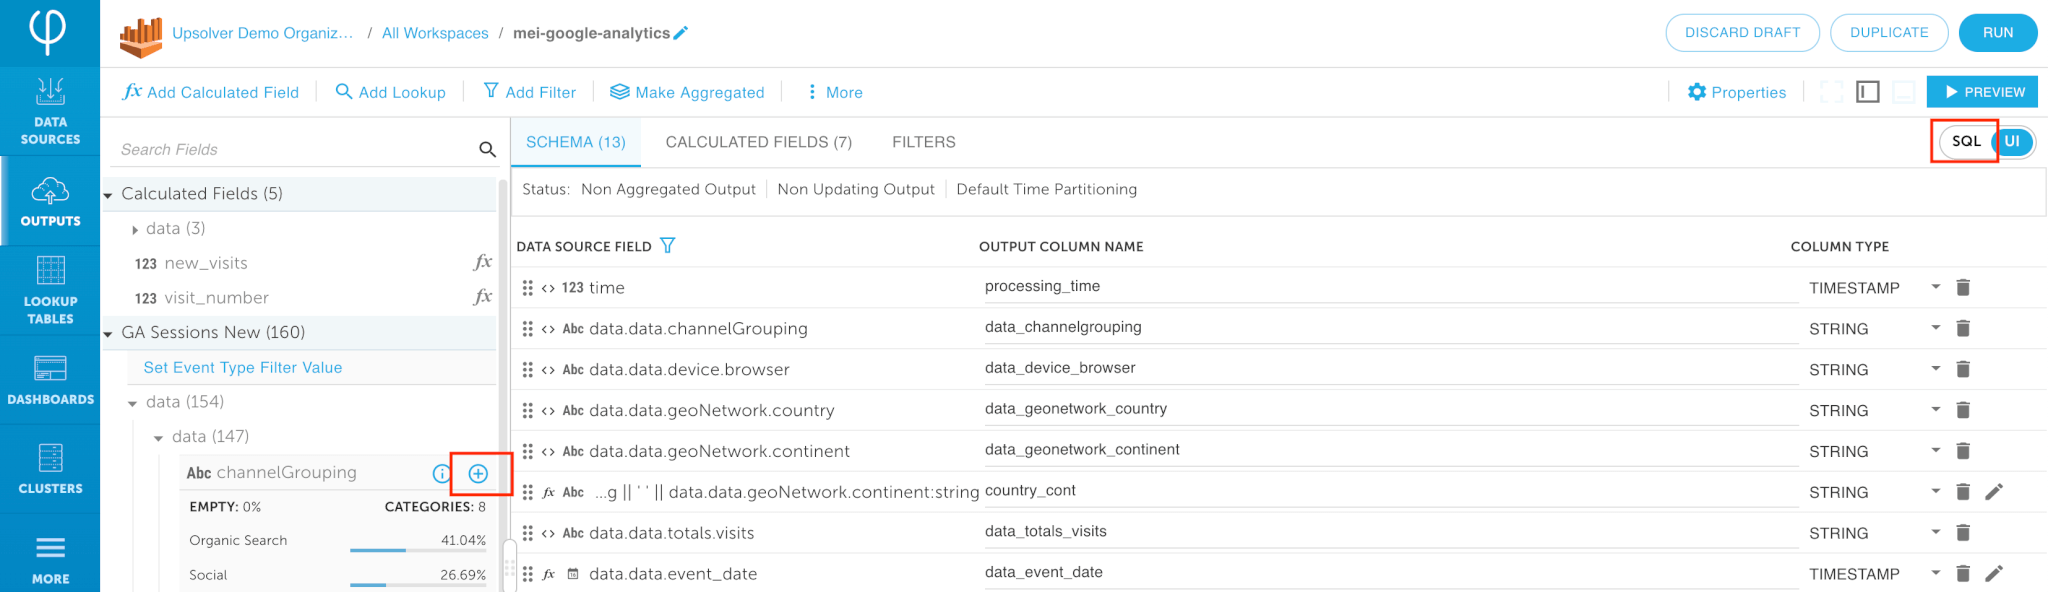 Upsolver Demo Organiz... / All Workspaces / mei-google-analytics
DISCARD DRAFT
DUPLICATE
RUN
fx Add Calculated Field
Add Lookup
Add Filter
Make Aggregated
More
Properties
PREVIEW
DATA
SOURCES
OUTPUTS
LOOKUP
TABLES
DASHBOARDS
CLUSTERS
MORE
Search Fields
Calculated Fields (5)
data (3)
123 new_visits fx
123 visit_number fx
GA Sessions New (160)
Set Event Type Filter Value
data (154)
data (147)
Abc channelGrouping
EMPTY: 0% CATEGORIES: 8
Organic Search 41.04%
Social 26.69%
SCHEMA (13) CALCULATED FIELDS (7) FILTERS
SQL UI
Status: Non Aggregated Output Non Updating Output Default Time Partitioning
DATA SOURCE FIELD OUTPUT COLUMN NAME COLUMN TYPE
<> 123 time processing_time TIMESTAMP
<> Abc data.data.channelGrouping data_channelgrouping STRING
<> Abc data.data.device.browser data_device_browser STRING
<> Abc data.data.geoNetwork.country data_geonetwork_country STRING
<> Abc data.data.geoNetwork.continent data_geonetwork_continent STRING
fx Abc ...g || ' ' || data.data.geoNetwork.continent:string country_cont STRING
<> Abc data.data.totals.visits data_totals_visits STRING
fx data.data.event_date data_event_date TIMESTAMP